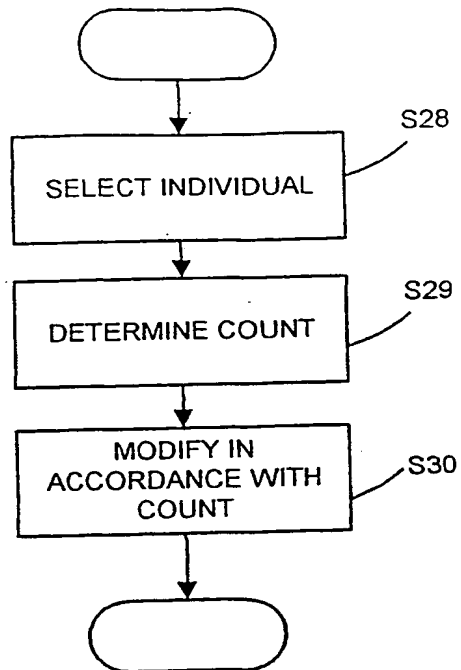 S28
SELECT INDIVIDUAL
S29
DETERMINE COUNT
MODIFY IN
ACCORDANCE WITH
COUNT
S30